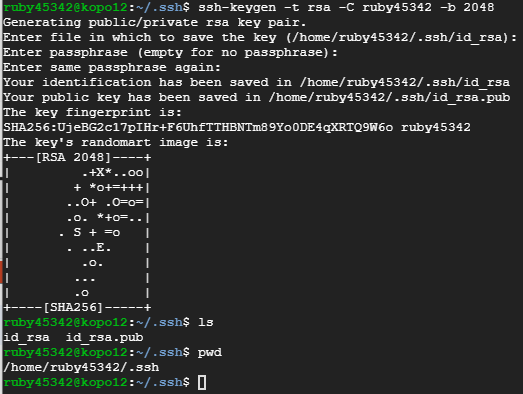 ruby45342@kopo12:~/.ssh$ ssh-keygen -t rsa -C ruby45342 -b 2048
Generating public/private rsa key pair.
Enter file in which to save the key (/home/ruby45342/.ssh/id_rsa):
Enter passphrase (empty for no passphrase):
Enter same passphrase again:
Your identification has been saved in /home/ruby45342/.ssh/id_rsa
Your public key has been saved in /home/ruby45342/.ssh/id_rsa.pub
The key fingerprint is:
SHA256:UjeBG2c17pIHr+F6UhfTTHBNTm89Yo0DE4qXRTQ9W6o ruby45342
The key's randomart image is:
+---[RSA 2048]----+
|         .+X*..oo|
|        + *o+=+++|
|       ..O+ .O=o=|
|       .o. *+o=..|
|      . S + =o   |
|       . ..E.    |
|         .o.     |
|        ...      |
|        .o       |
+----[SHA256]-----+
ruby45342@kopo12:~/.ssh$ ls
id_rsa  id_rsa.pub
ruby45342@kopo12:~/.ssh$ pwd
/home/ruby45342/.ssh
ruby45342@kopo12:~/.ssh$